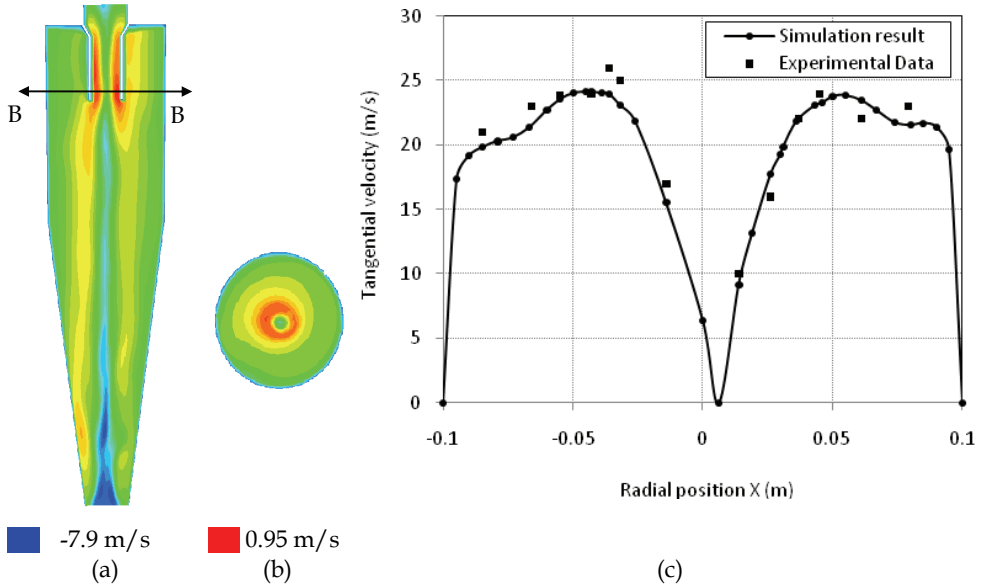 B
B
-7.9 m/s
0.95 m/s
(a)
(b)
30
25
20
15
10
5
0
Tangential velocity (m/s)
Simulation result
Experimental Data
-0.1
-0.05
0
0.05
0.1
Radial position X (m)
(c)